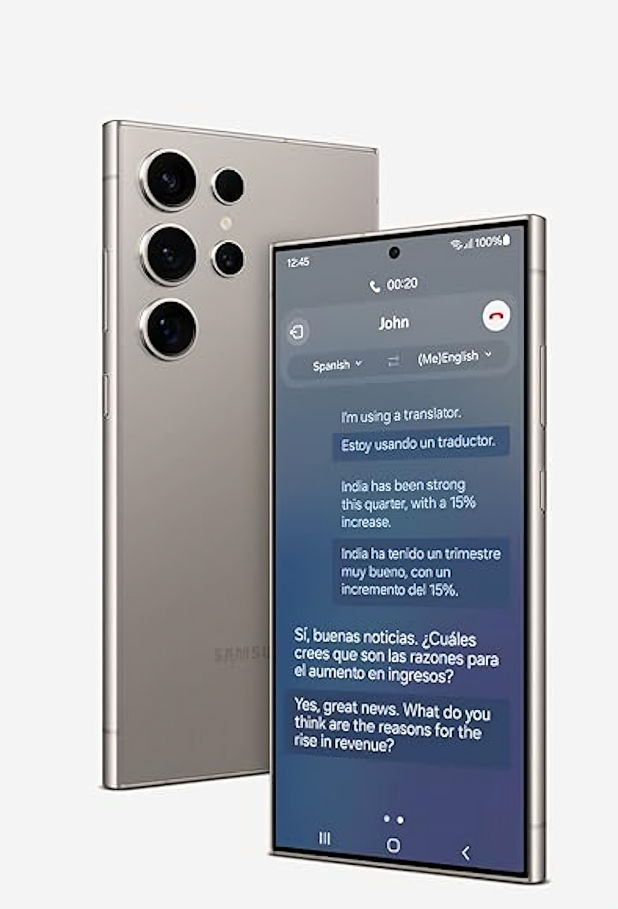 SAMSU
12:45
100%
00:20
John
Spanish
(Me)English
I'm using a translator.
Estoy usando un traductor.
India has been strong
this quarter, with a 15%
increase.
India ha tenido un trimestre
muy bueno, con un
incremento del 15%.
Sí, buenas noticias. ¿Cuáles
crees que son las razones para
el aumento en ingresos?
Yes, great news. What do you
think are the reasons for the
rise in revenue?